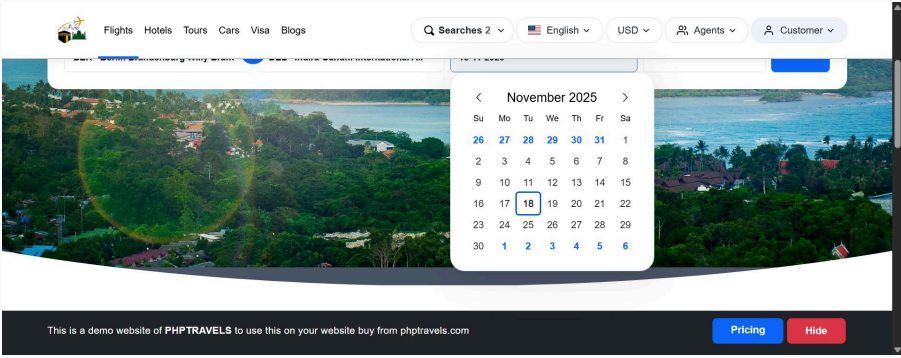 Flights Hotels Tours Cars Visa Blogs Searches 2 English USD Agents Customer
November 2025
Su Mo Tu We Th Fr Sa
26 27 28 29 30 31 1
2 3 4 5 6 7 8
9 10 11 12 13 14 15
16 17 18 19 20 21 22
23 24 25 26 27 28 29
30 1 2 3 4 5 6
This is a demo website of PHPTRAVELS to use this on your website buy from phptravels.com Pricing Hide